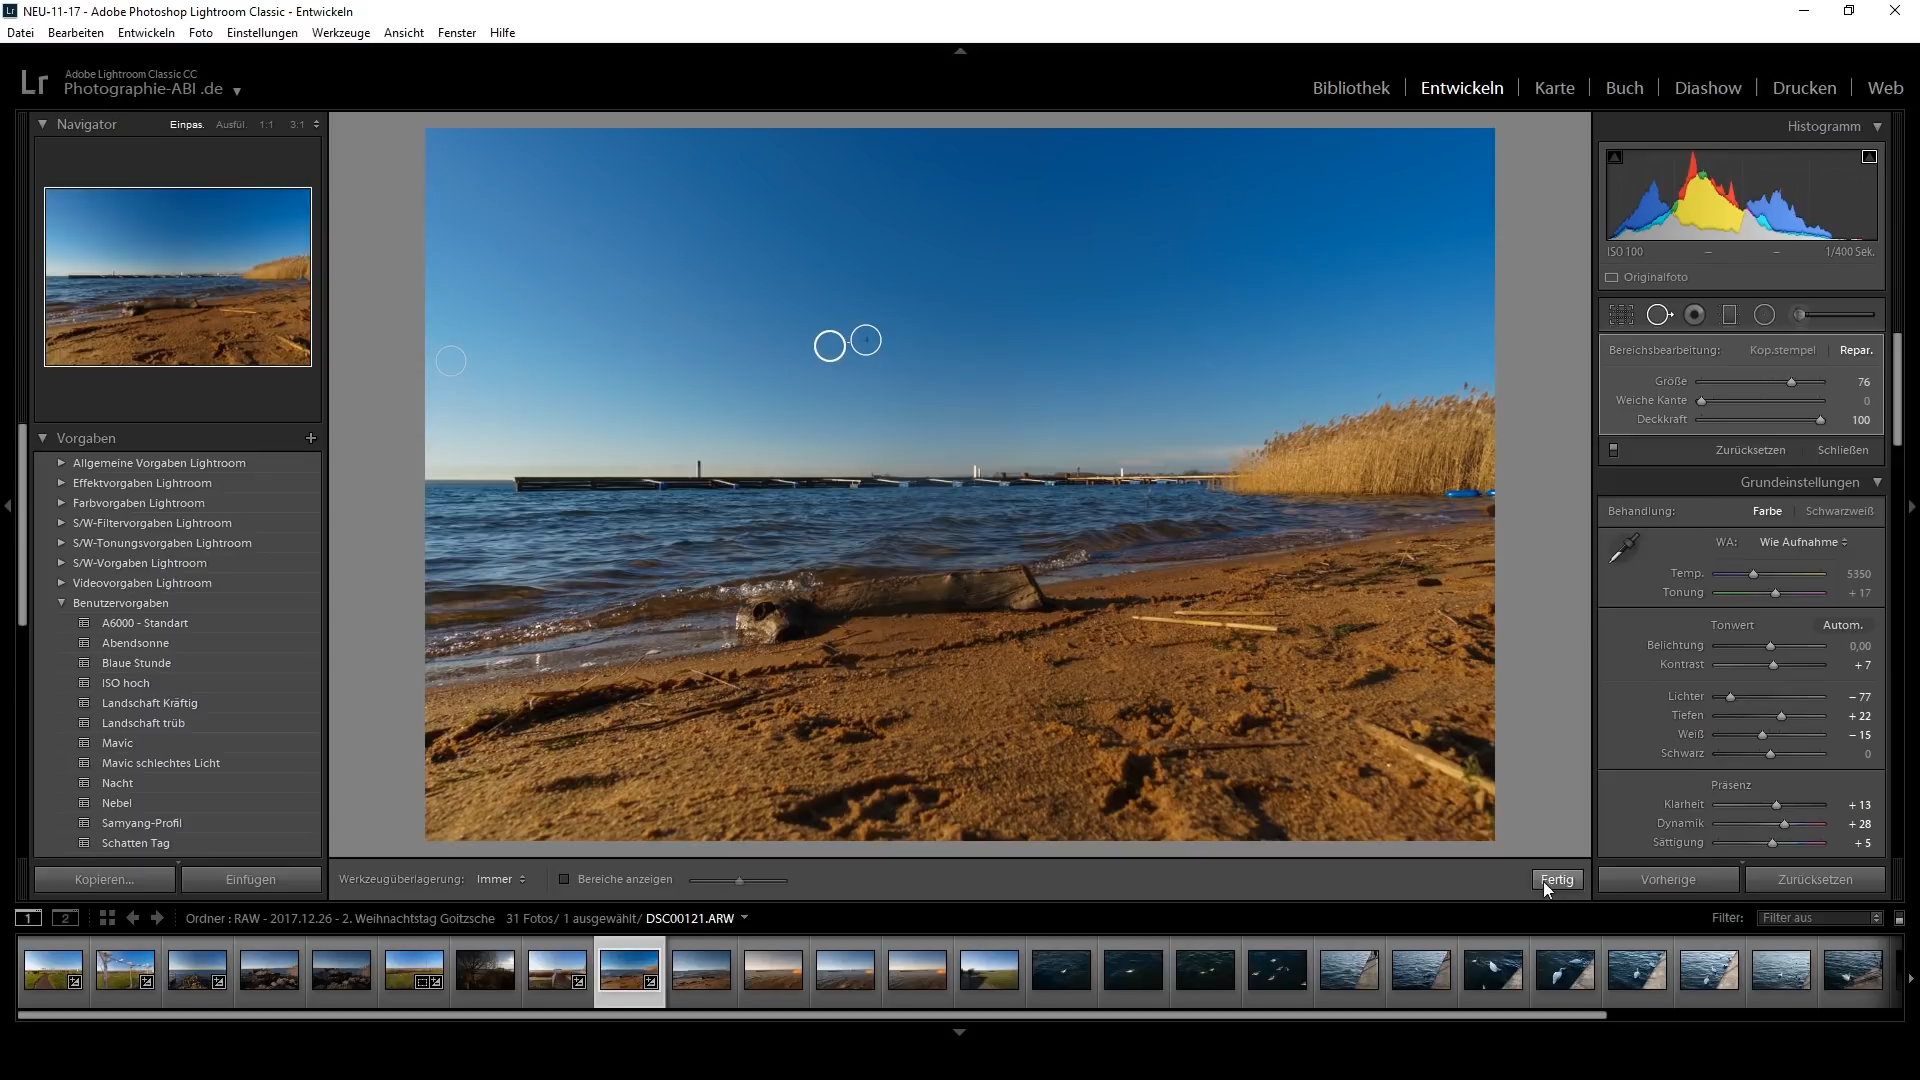 NEU-11-17 - Adobe Photoshop Lightroom Classic - Entwickeln
Datei Bearbeiten Entwickeln Foto Einstellungen Werkzeuge Ansicht Fenster Hilfe
Lr
Adobe Lightroom Classic CC
Photographie-ABI .de
Bibliothek Entwickeln Karte Buch Diashow Drucken Web
Navigator Einpas. Ausfül. 1:1 3:1
Histogramm
ISO 100 – – 1/400 Sek.
Originalfoto
Bereichsbearbeitung: Kop.stempel Repar.
Größe 76
Weiche Kante 0
Deckkraft 100
Zurücksetzen Schließen
Grundeinstellungen
Behandlung: Farbe Schwarzweiß
WA: Wie Aufnahme
Temp. 5350
Tonung + 17
Tonwert Autom.
Belichtung 0,00
Kontrast + 7
Lichter – 77
Tiefen + 22
Weiß – 15
Schwarz 0
Präsenz
Klarheit + 13
Dynamik + 28
Sättigung + 5
Vorgaben
Allgemeine Vorgaben Lightroom
Effektvorgaben Lightroom
Farbvorgaben Lightroom
S/W-Filtervorgaben Lightroom
S/W-Tonungsvorgaben Lightroom
S/W-Vorgaben Lightroom
Videovorgaben Lightroom
Benutzervorgaben
A6000 - Standart
Abendsonne
Blaue Stunde
ISO hoch
Landschaft Kräftig
Landschaft trüb
Mavic
Mavic schlechtes Licht
Nacht
Nebel
Samyang-Profil
Schatten Tag
Kopieren... Einfügen
Werkzeugüberlagerung: Immer Bereiche anzeigen Fertig
Vorherige Zurücksetzen
1 2 Ordner : RAW - 2017.12.26 - 2. Weihnachtstag Goitzsche 31 Fotos/ 1 ausgewählt/ DSC00121.ARW
Filter: Filter aus